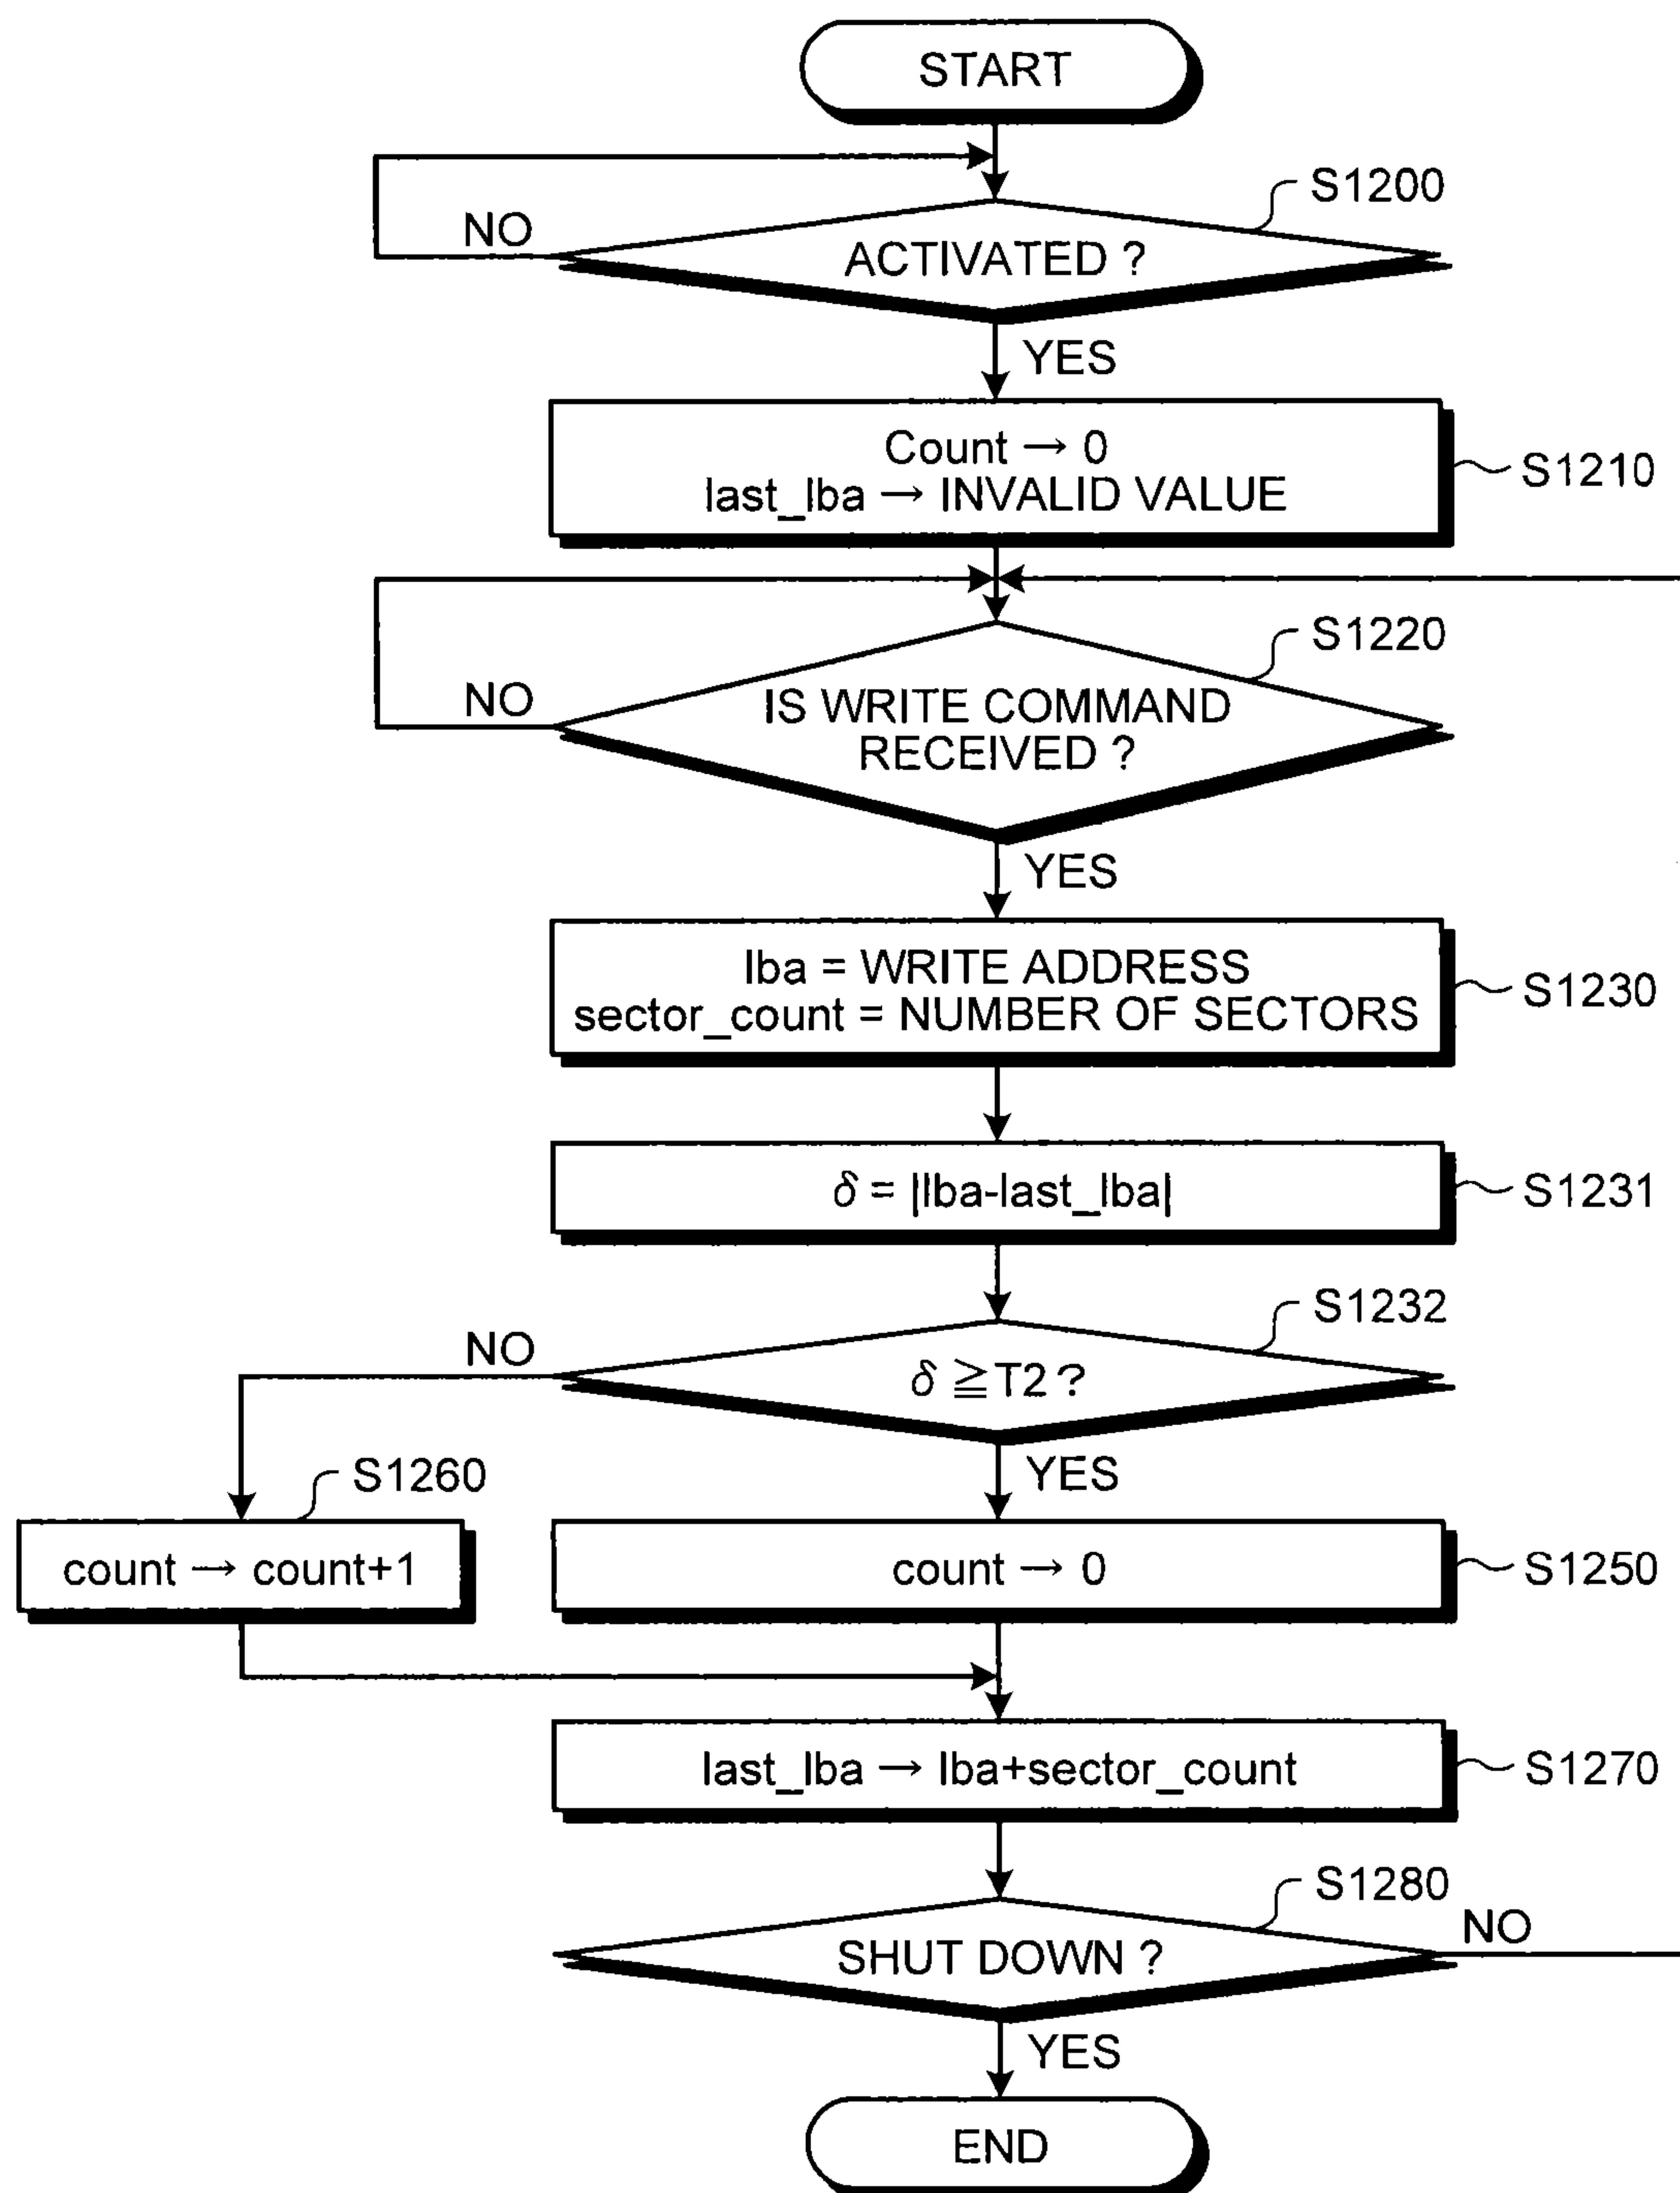 START
S1200
NO
ACTIVATED ?
YES
Count → 0
last_lba → INVALID VALUE
S1210
S1220
NO
IS WRITE COMMAND
RECEIVED ?
YES
lba = WRITE ADDRESS
sector_count = NUMBER OF SECTORS
S1230
δ = |lba-last_lba|
S1231
S1232
NO
δ ≧ T2 ?
YES
S1260
count → count+1
count → 0
S1250
last_lba → lba+sector_count
S1270
S1280
NO
SHUT DOWN ?
YES
END